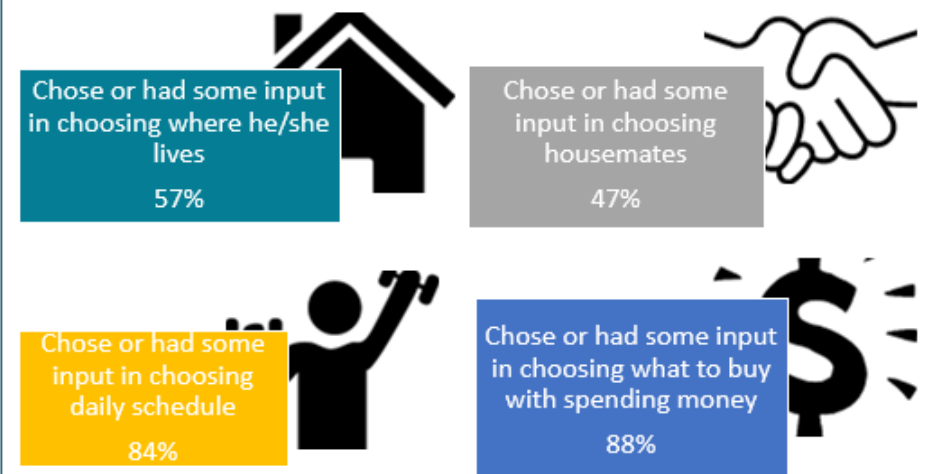 Chose or had some input
in choosing where he/she
lives
57%
Chose or had some
input in choosing
housemates
47%
Chose or had some
input in choosing
daily schedule
84%
Chose or had some input
in choosing what to buy
with spending money
88%